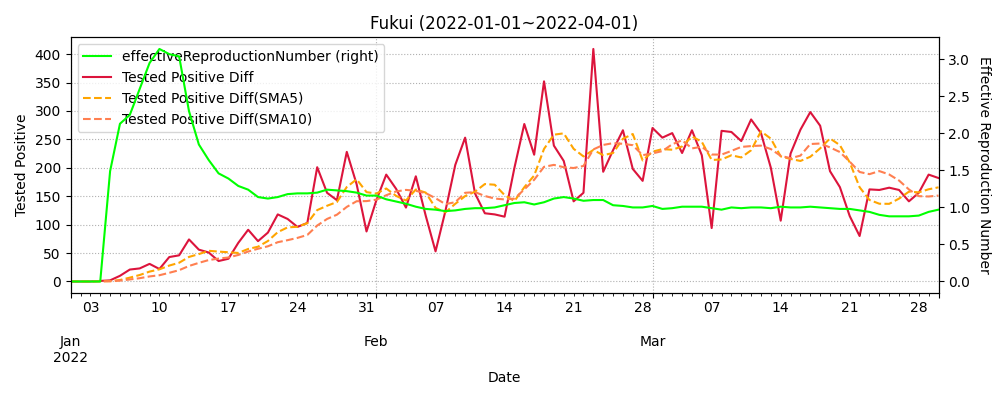 Fukui (2022-01-01~2022-04-01)
effectiveReproductionNumber (right)
Tested Positive Diff
Tested Positive Diff(SMA5)
Tested Positive Diff(SMA10)
Tested Positive
400
350
300
250
200
150
100
50
0
Effective Reproduction Number
3.0
2.5
2.0
1.5
1.0
0.5
0.0
03 10 17 24 31 07 14 21 28 07 14 21 28
Jan Feb Mar
2022
Date